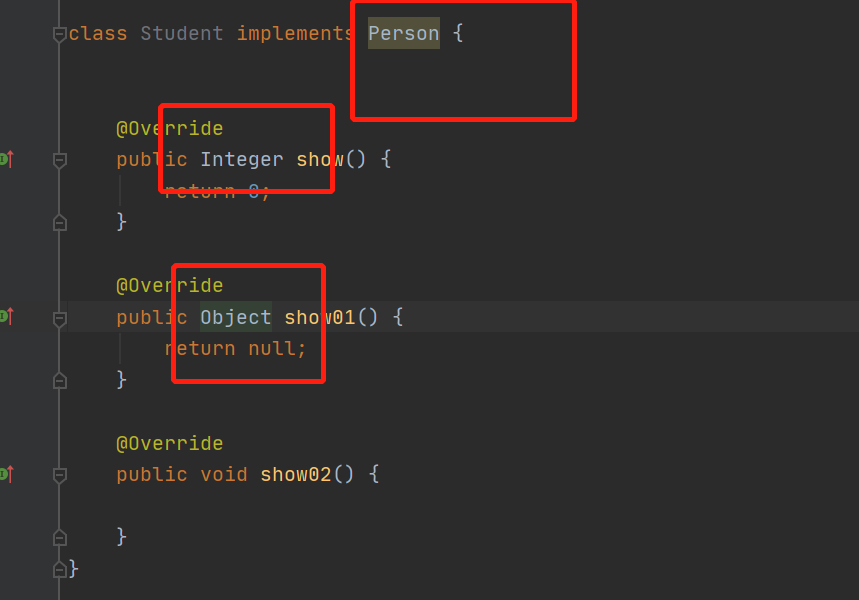 class Student implements Person {
@Override
public Integer show() {
return 0;
}
@Override
public Object show01() {
return null;
}
@Override
public void show02() {
}
}